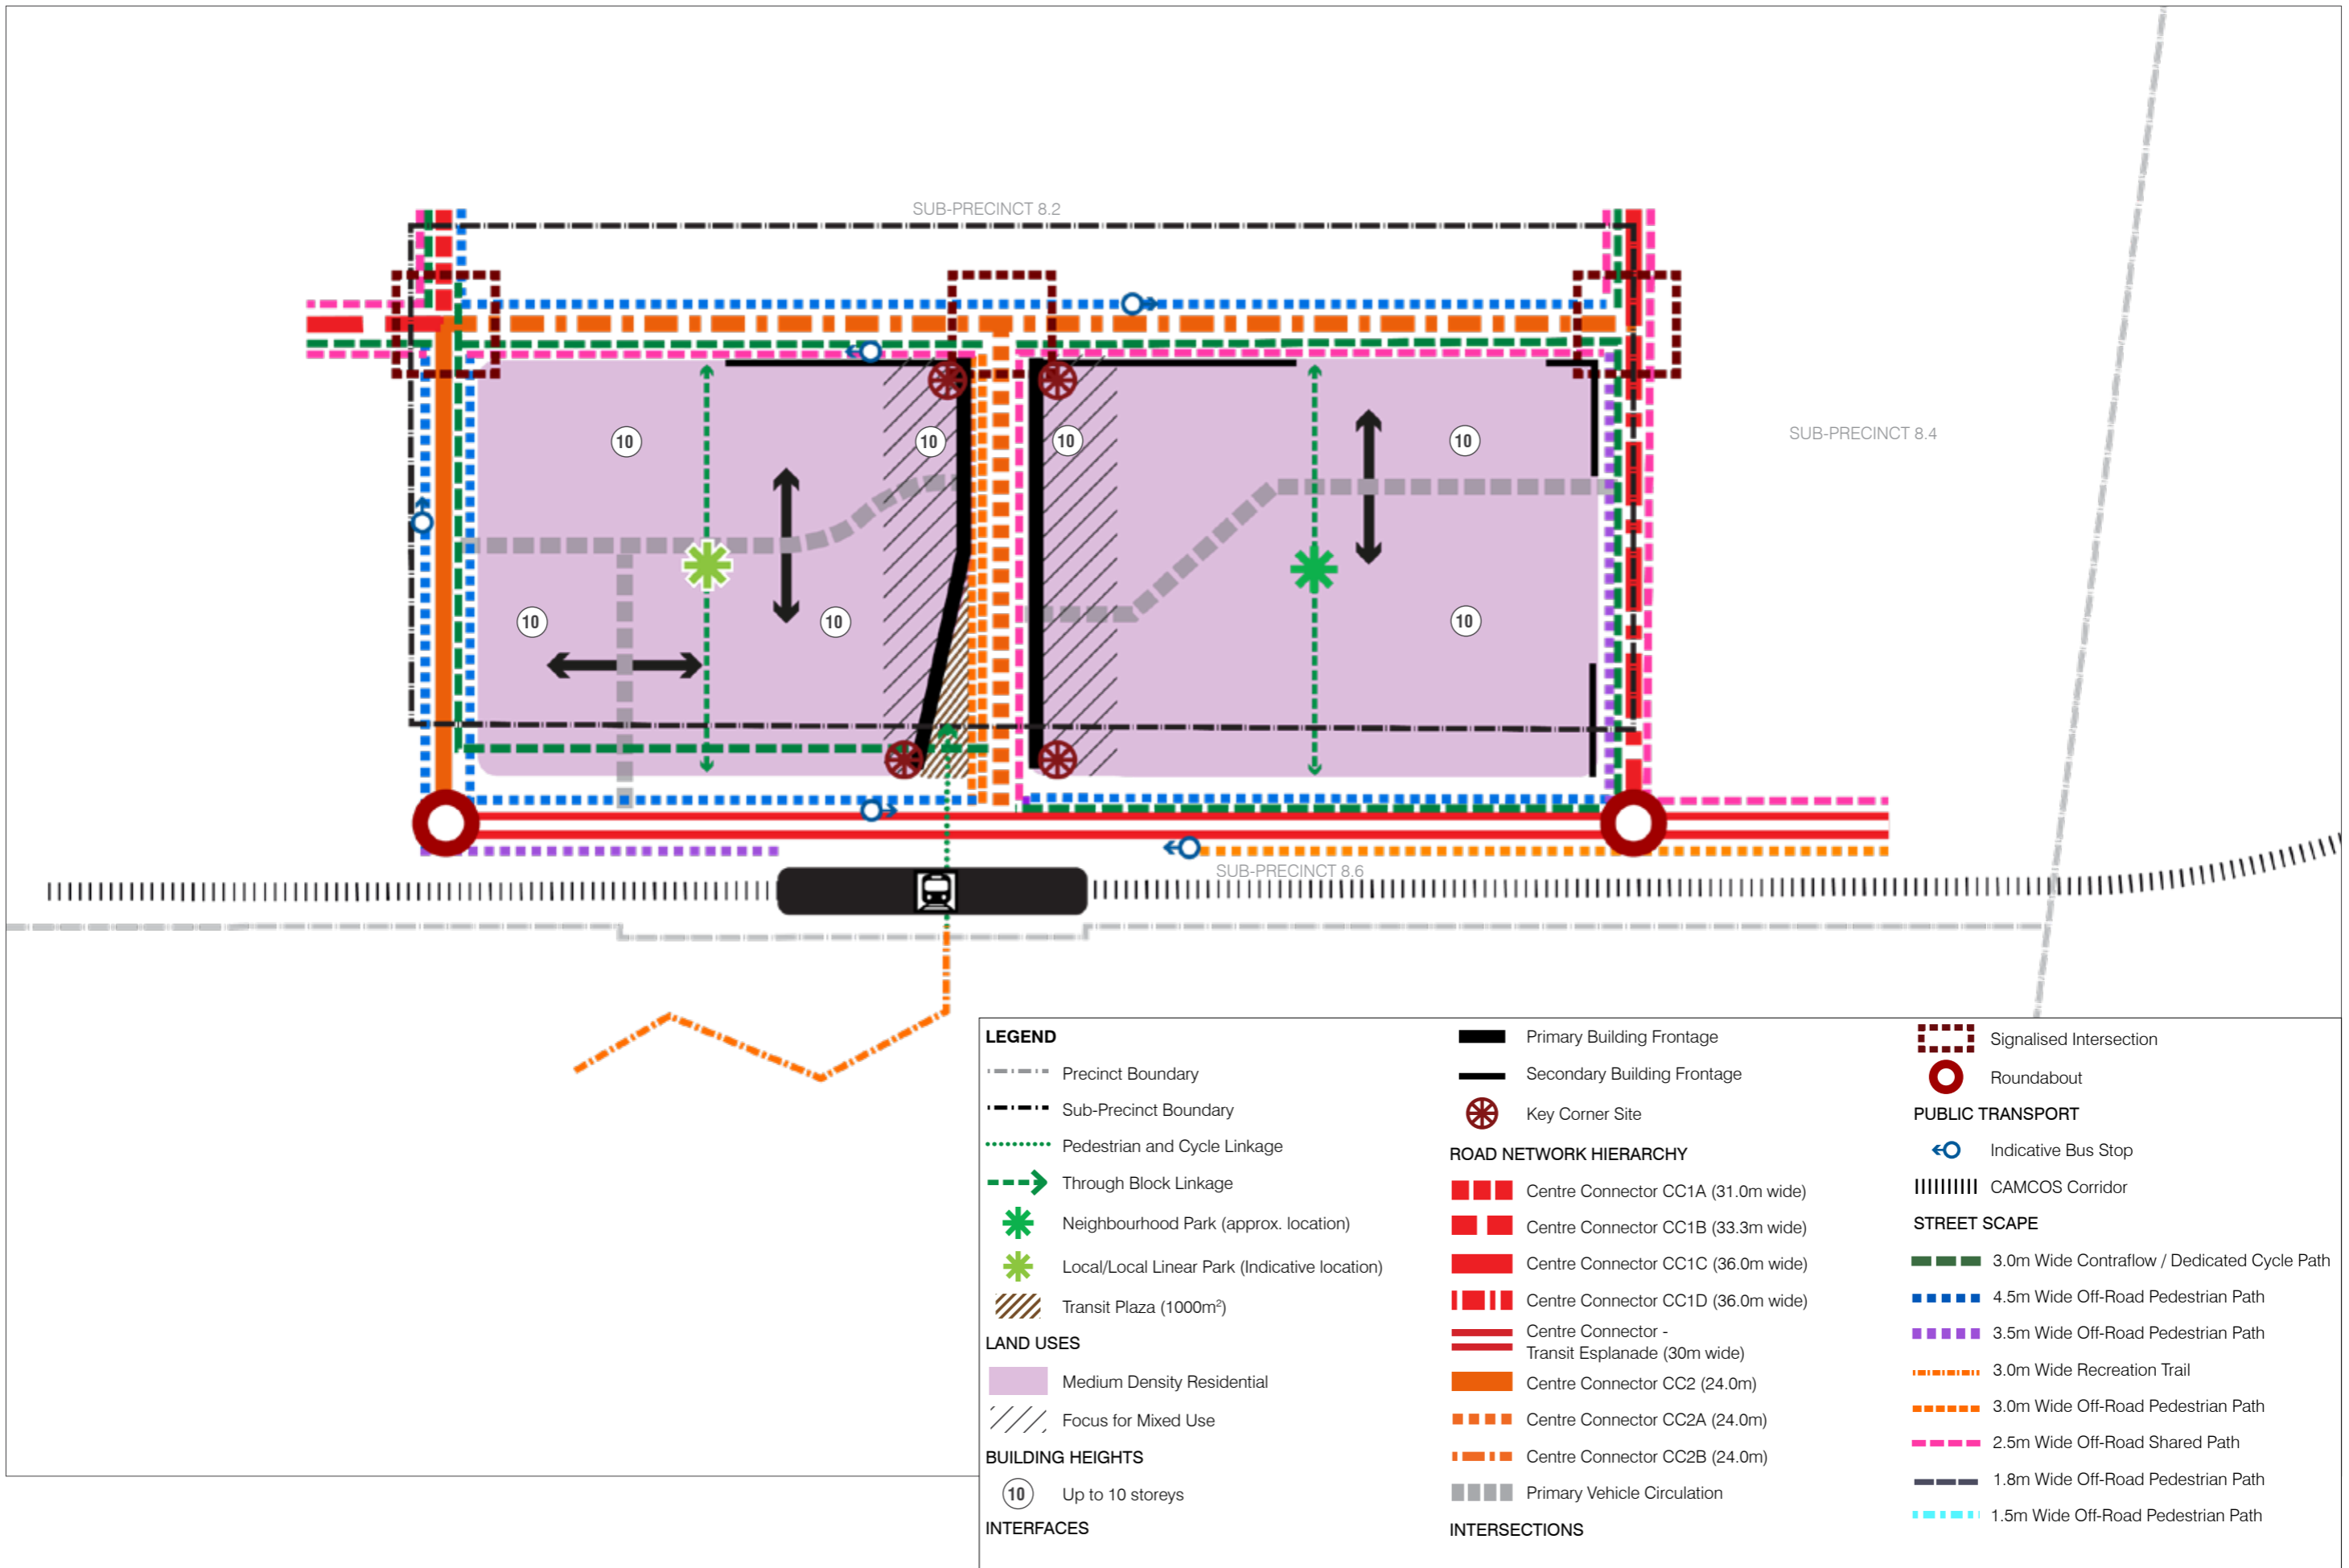 SUB-PRECINCT 8.2
SUB-PRECINCT 8.4
10
10
10
10
10
10
10
SUB-PRECINCT 8.6
LEGEND
Precinct Boundary
Sub-Precinct Boundary
Pedestrian and Cycle Linkage
Through Block Linkage
Neighbourhood Park (approx. location)
Local/Local Linear Park (Indicative location)
Transit Plaza (1000m²)
LAND USES
Medium Density Residential
Focus for Mixed Use
BUILDING HEIGHTS
10 Up to 10 storeys
INTERFACES
Primary Building Frontage
Secondary Building Frontage
Key Corner Site
ROAD NETWORK HIERARCHY
Centre Connector CC1A (31.0m wide)
Centre Connector CC1B (33.3m wide)
Centre Connector CC1C (36.0m wide)
Centre Connector CC1D (36.0m wide)
Centre Connector -
Transit Esplanade (30m wide)
Centre Connector CC2 (24.0m)
Centre Connector CC2A (24.0m)
Centre Connector CC2B (24.0m)
Primary Vehicle Circulation
INTERSECTIONS
Signalised Intersection
Roundabout
PUBLIC TRANSPORT
Indicative Bus Stop
CAMCOS Corridor
STREET SCAPE
3.0m Wide Contraflow / Dedicated Cycle Path
4.5m Wide Off-Road Pedestrian Path
3.5m Wide Off-Road Pedestrian Path
3.0m Wide Recreation Trail
3.0m Wide Off-Road Pedestrian Path
2.5m Wide Off-Road Shared Path
1.8m Wide Off-Road Pedestrian Path
1.5m Wide Off-Road Pedestrian Path